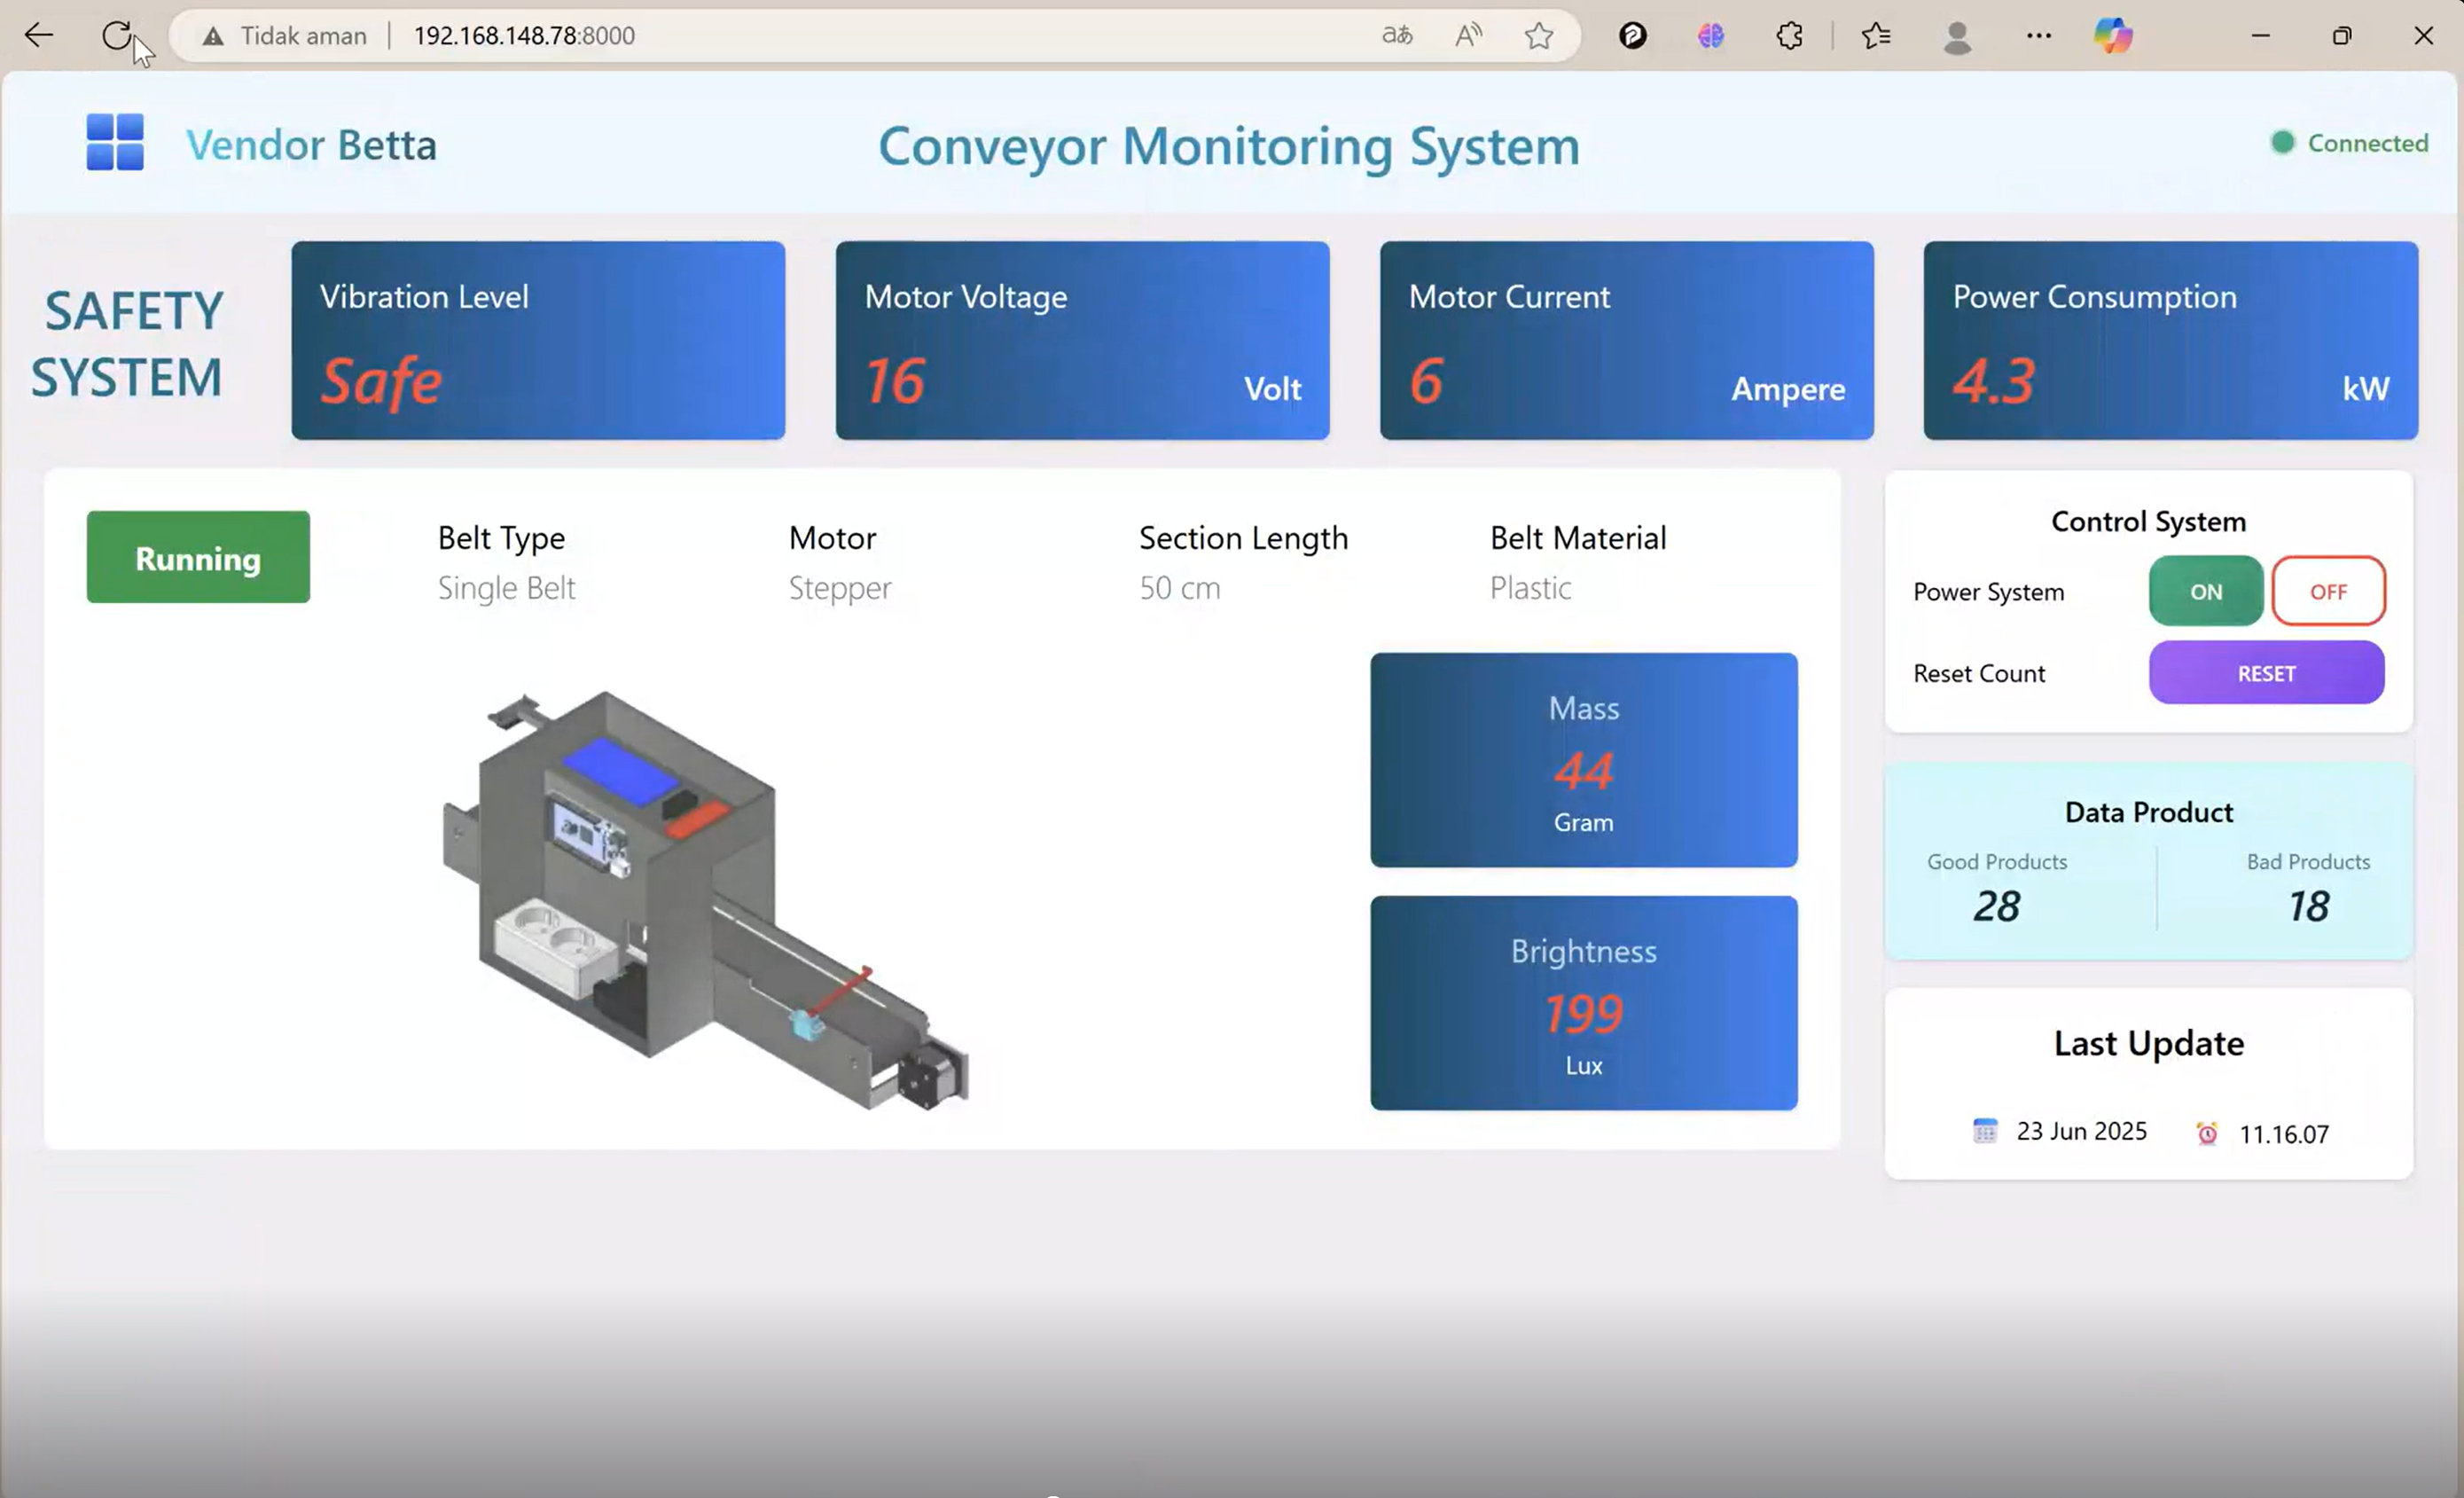 Tidak aman
192.168.148.78:8000
Vendor Betta
Conveyor Monitoring System
Connected
SAFETY
SYSTEM
Vibration Level
Safe
Motor Voltage
16
Volt
Motor Current
6
Ampere
Power Consumption
4.3
kW
Running
Belt Type
Single Belt
Motor
Stepper
Section Length
50 cm
Belt Material
Plastic
Mass
44
Gram
Brightness
199
Lux
Control System
Power System
ON
OFF
Reset Count
RESET
Data Product
Good Products
28
Bad Products
18
Last Update
23 Jun 2025
11.16.07